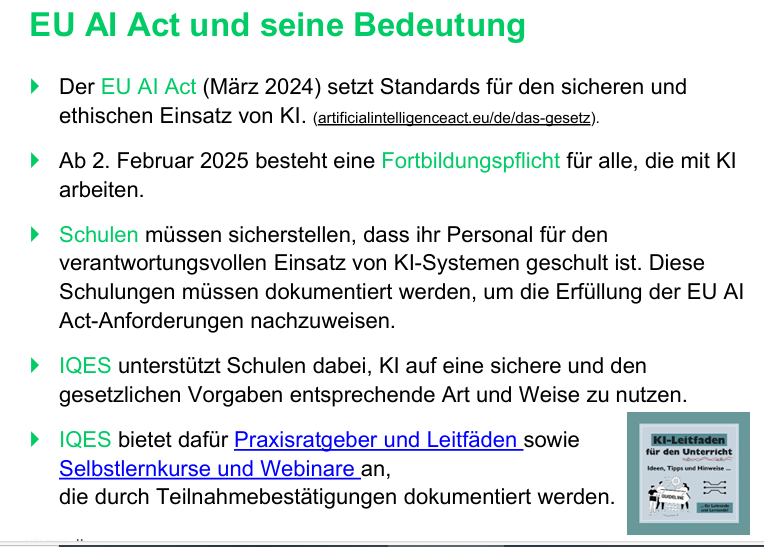 EU AI Act und seine Bedeutung
Der EU AI Act (März 2024) setzt Standards für den sicheren und
ethischen Einsatz von KI. (artificialintelligenceact.eu/de/das-gesetz).
Ab 2. Februar 2025 besteht eine Fortbildungspflicht für alle, die mit KI
arbeiten.
Schulen müssen sicherstellen, dass ihr Personal für den
verantwortungsvollen Einsatz von KI-Systemen geschult ist. Diese
Schulungen müssen dokumentiert werden, um die Erfüllung der EU AI
Act-Anforderungen nachzuweisen.
IQES unterstützt Schulen dabei, KI auf eine sichere und den
gesetzlichen Vorgaben entsprechende Art und Weise zu nutzen.
IQES bietet dafür Praxisratgeber und Leitfäden sowie
Selbstlernkurse und Webinare an,
die durch Teilnahmebestätigungen dokumentiert werden.
KI-Leitfaden
für den Unterricht
Ideen, Tipps und Hinweise ...
GUIDELINE
... für Lehrende
und Lernende!